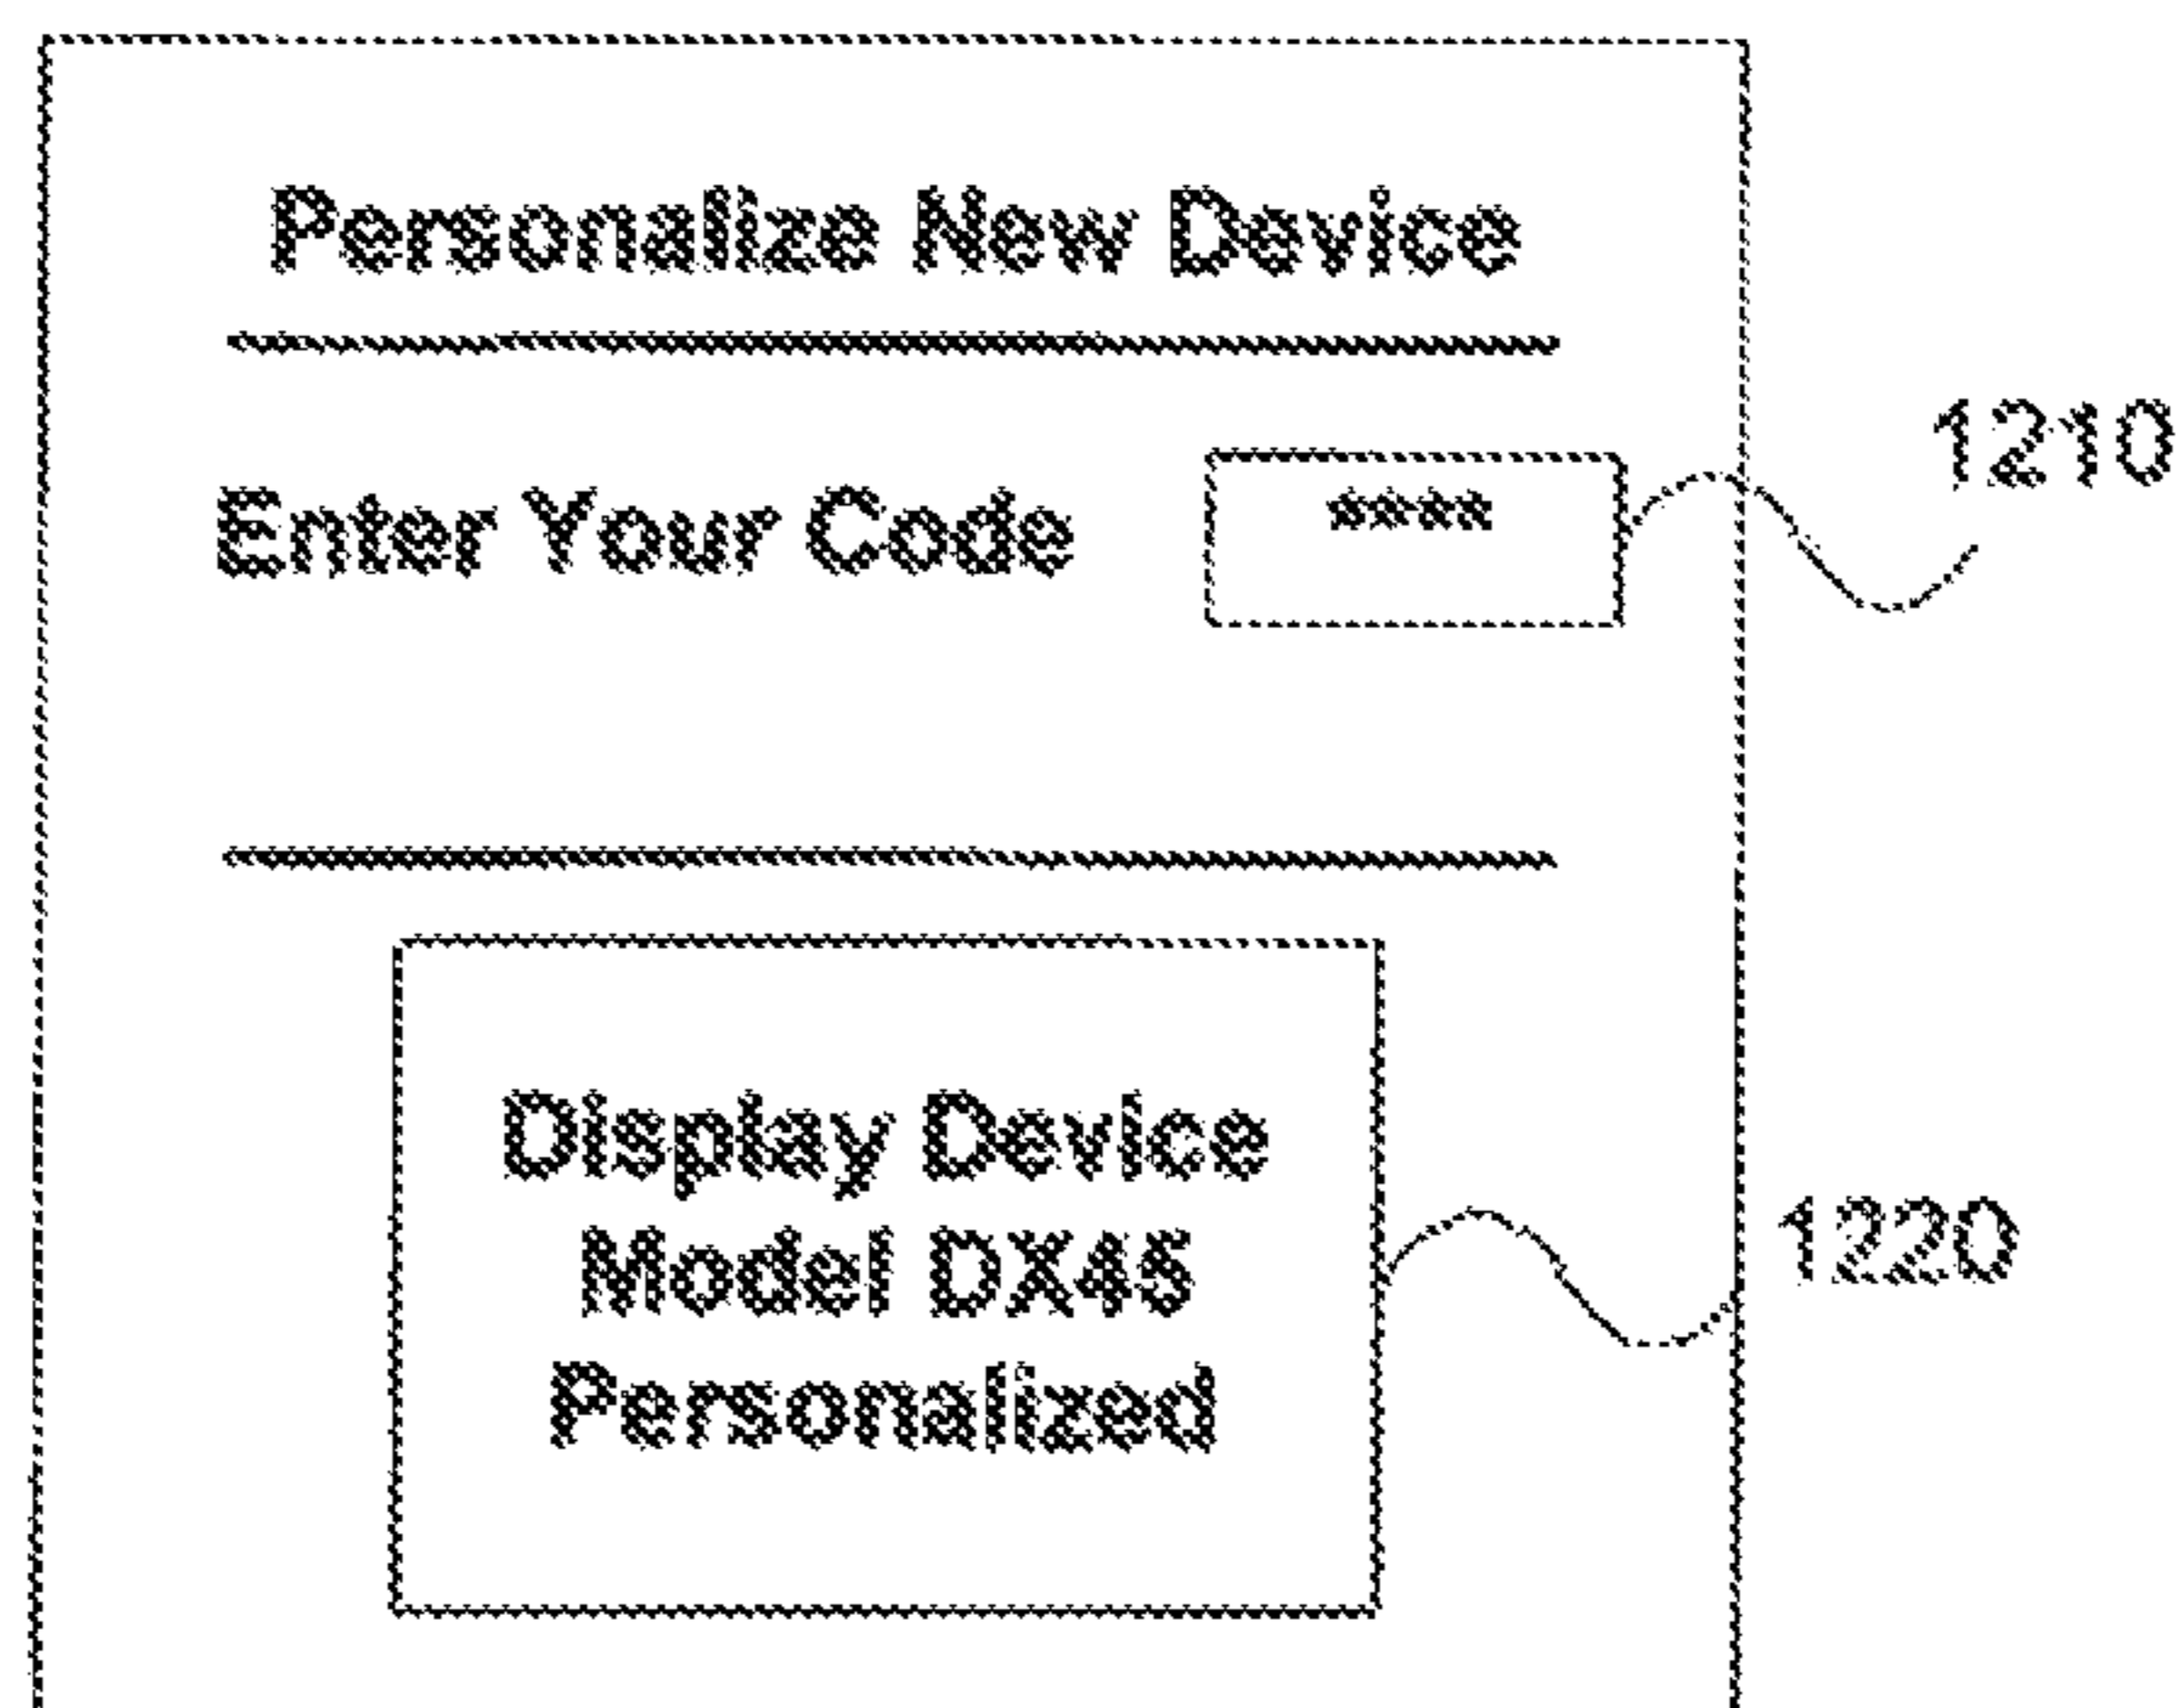 Personalize New Device
Enter Your Code **** 1210
Display Device
Model DX45
Personalized
1220